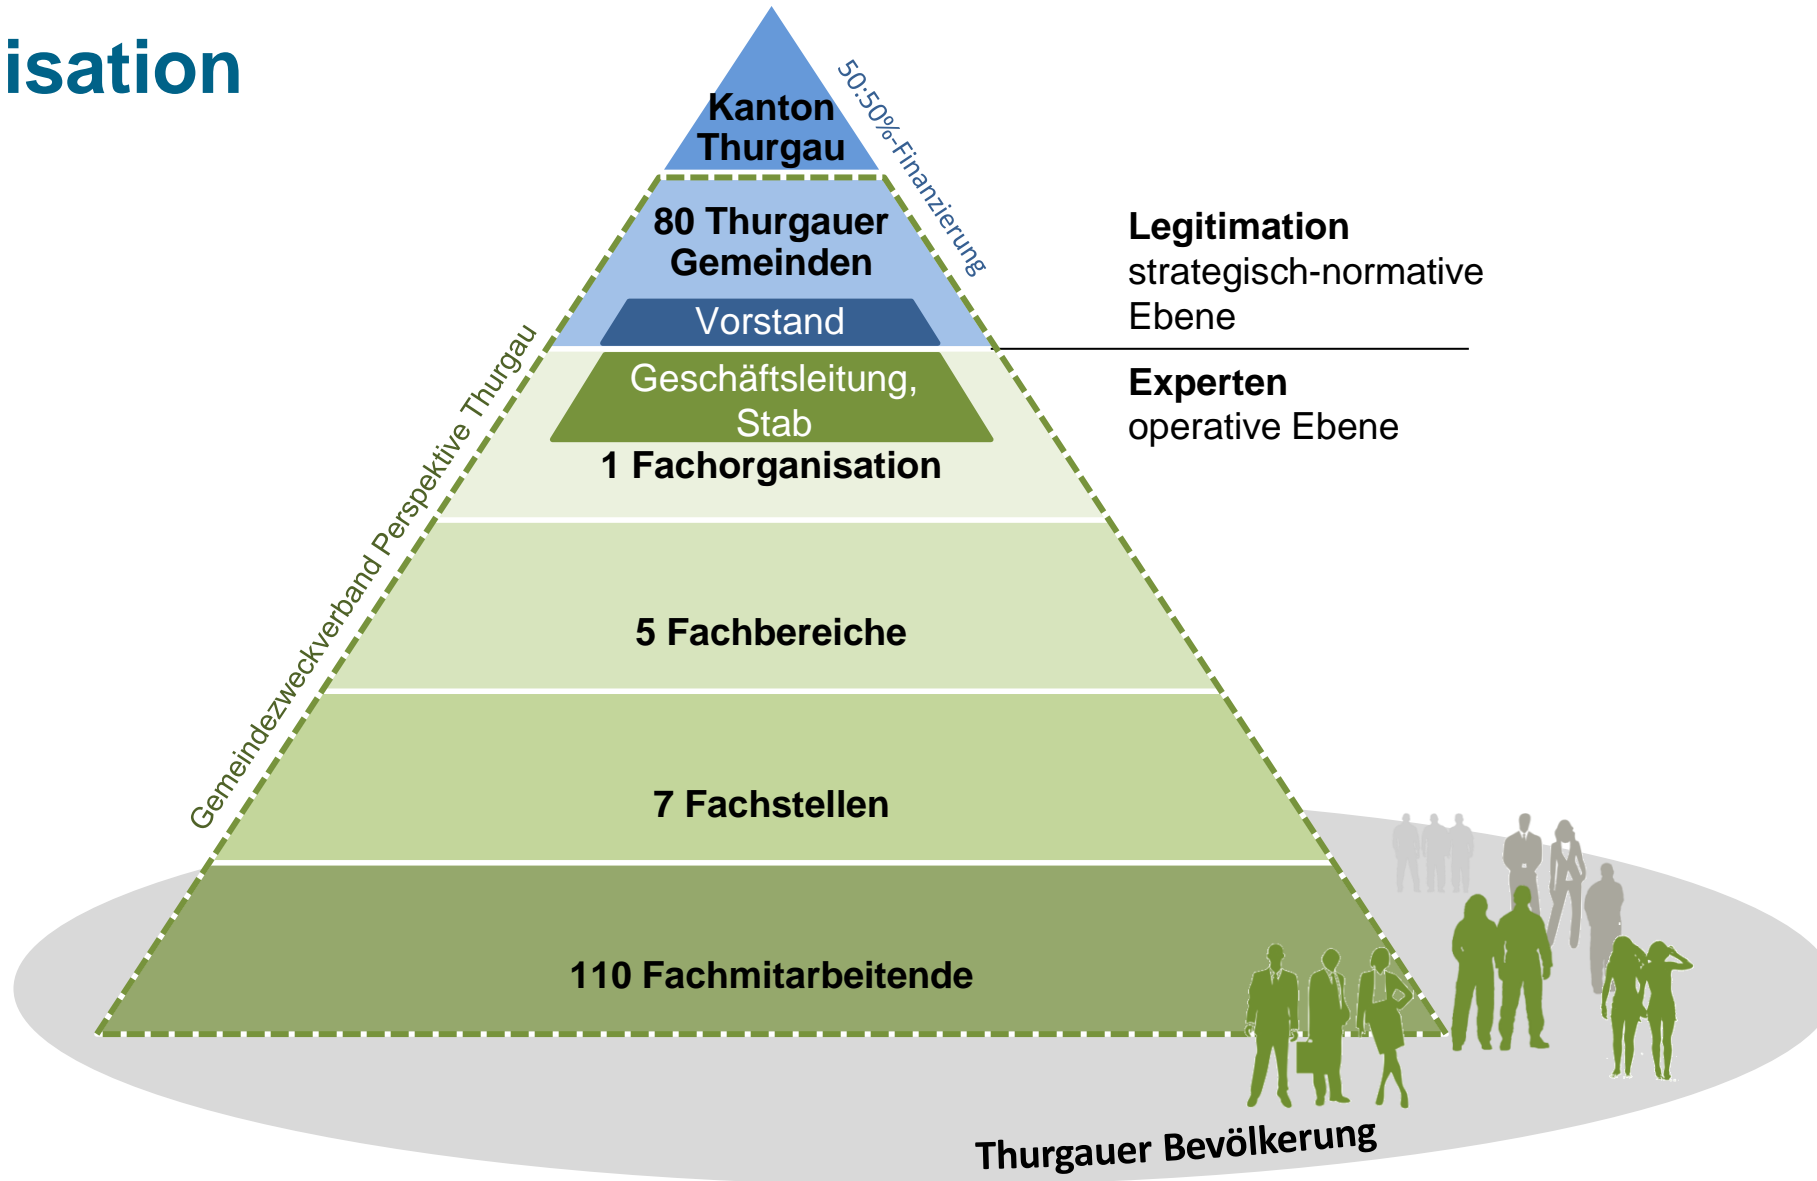 isation
Kanton
Thurgau
50:50%-Finanzierung
80 Thurgauer
Gemeinden
Vorstand
Legitimation
strategisch-normative
Ebene
Geschäftsleitung,
Stab
1 Fachorganisation
Experten
operative Ebene
Gemeindezweckverband Perspektive Thurgau
5 Fachbereiche
7 Fachstellen
110 Fachmitarbeitende
Thurgauer Bevölkerung